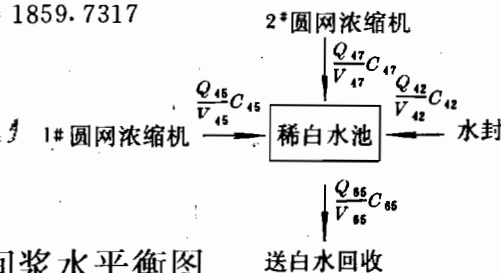 1859.7317
2#圆网浓缩机
Q47/V47 C47
Q45/V45 C45
Q42/V42 C42
1#圆网浓缩机
稀白水池
水封
Q65/V65 C65
浆水平衡图
送白水回收